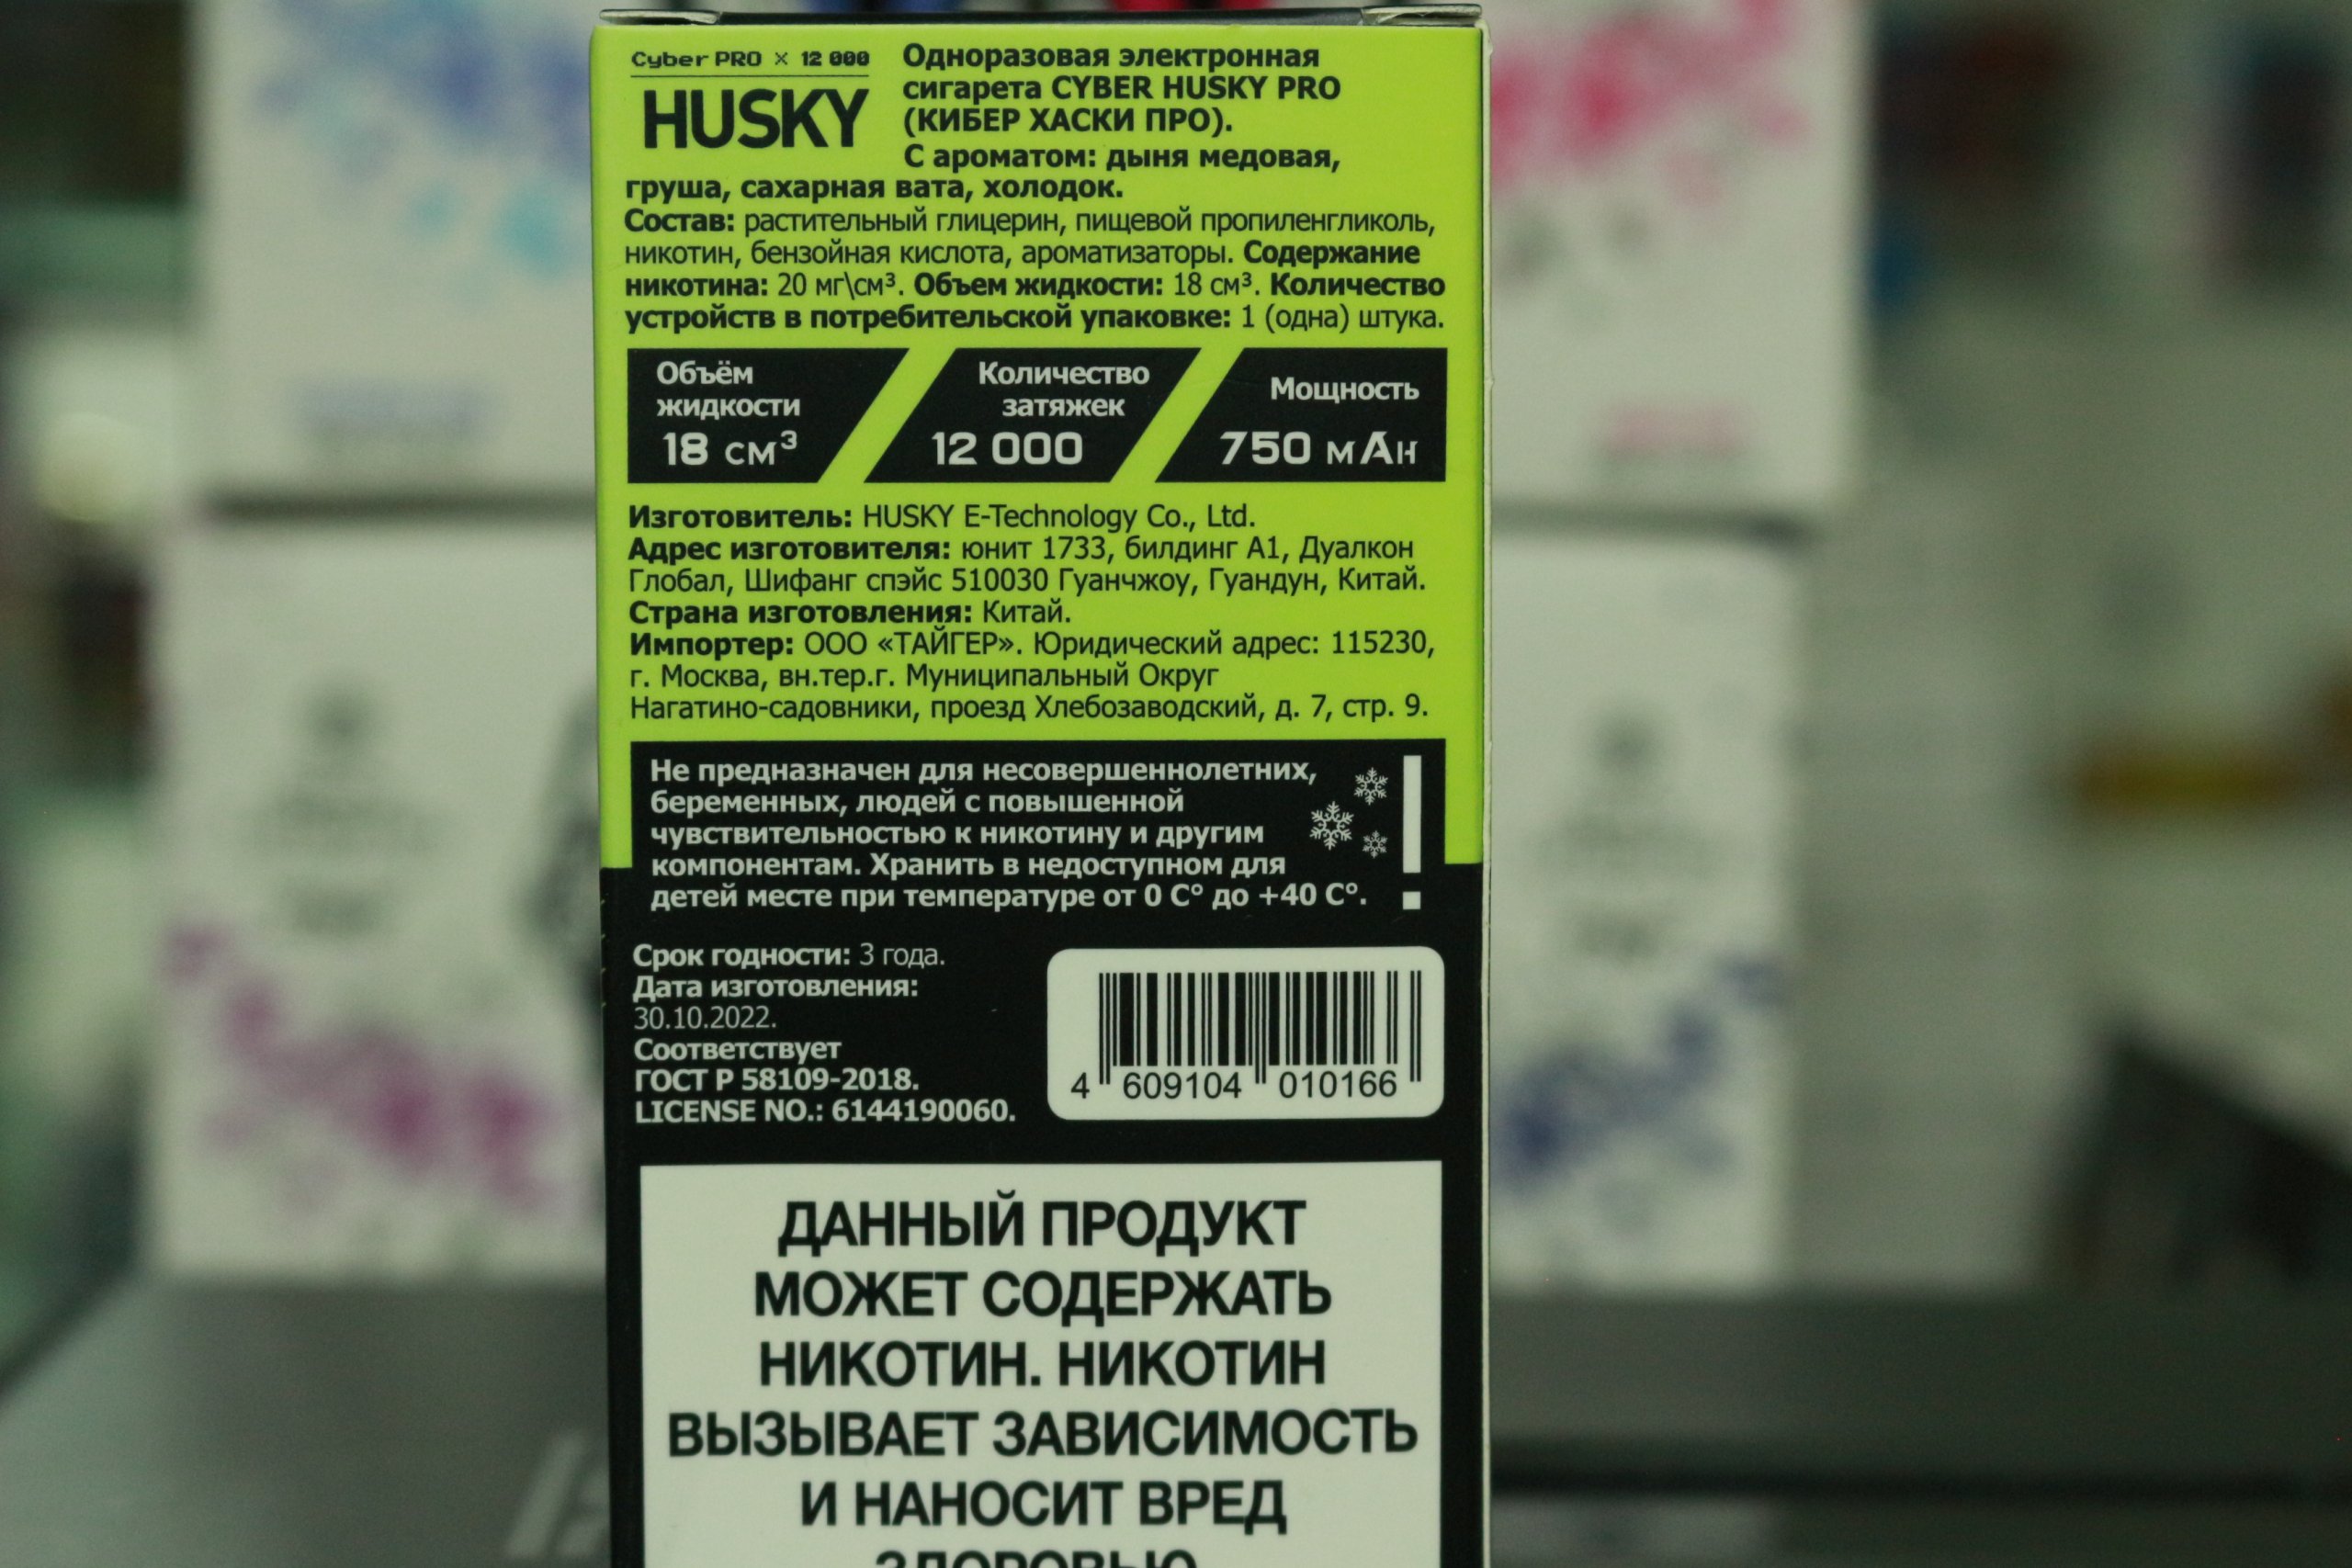 Cyber PRO × 12 000
HUSKY
Одноразовая электронная
сигарета CYBER HUSKY PRO
(КИБЕР ХАСКИ ПРО).
С ароматом: дыня медовая,
груша, сахарная вата, холодок.
Состав: растительный глицерин, пищевой пропиленгликоль,
никотин, бензойная кислота, ароматизаторы. Содержание
никотина: 20 мг\см³. Объем жидкости: 18 см³. Количество
устройств в потребительской упаковке: 1 (одна) штука.
Объём
жидкости
18 см³
Количество
затяжек
12 000
Мощность
750 мАн
Изготовитель: HUSKY E-Technology Co., Ltd.
Адрес изготовителя: юнит 1733, билдинг А1, Дуалкон
Глобал, Шифанг спэйс 510030 Гуанчжоу, Гуандун, Китай.
Страна изготовления: Китай.
Импортер: ООО «ТАЙГЕР». Юридический адрес: 115230,
г. Москва, вн.тер.г. Муниципальный Округ
Нагатино-садовники, проезд Хлебозаводский, д. 7, стр. 9.
Не предназначен для несовершеннолетних,
беременных, людей с повышенной
чувствительностью к никотину и другим
компонентам. Хранить в недоступном для
детей месте при температуре от 0 С° до +40 С°.
Срок годности: 3 года.
Дата изготовления:
30.10.2022.
Соответствует
ГОСТ Р 58109-2018.
LICENSE NO.: 6144190060.
4 609104 010166
ДАННЫЙ ПРОДУКТ
МОЖЕТ СОДЕРЖАТЬ
НИКОТИН. НИКОТИН
ВЫЗЫВАЕТ ЗАВИСИМОСТЬ
И НАНОСИТ ВРЕД
ЗДОРОВЬЮ